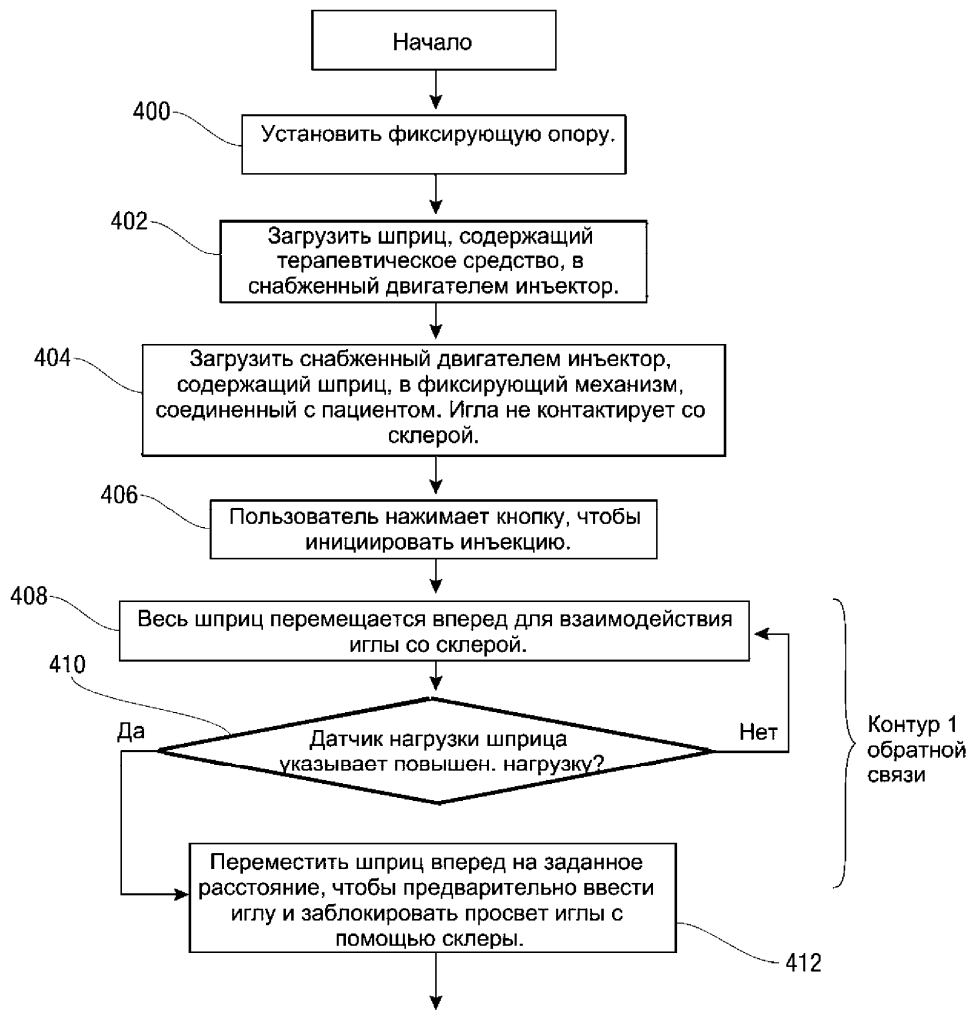 Начало
400
Установить фиксирующую опору.
402
Загрузить шприц, содержащий
терапевтическое средство, в
снабженный двигателем инъектор.
404
Загрузить снабженный двигателем инъектор,
содержащий шприц, в фиксирующий механизм,
соединенный с пациентом. Игла не контактирует со
склерой.
406
Пользователь нажимает кнопку, чтобы
инициировать инъекцию.
408
Весь шприц перемещается вперед для взаимодействия
иглы со склерой.
410
Да
Датчик нагрузки шприца
указывает повышен. нагрузку?
Нет
Контур 1
обратной
связи
Переместить шприц вперед на заданное
расстояние, чтобы предварительно ввести
иглу и заблокировать просвет иглы с
помощью склеры.
412